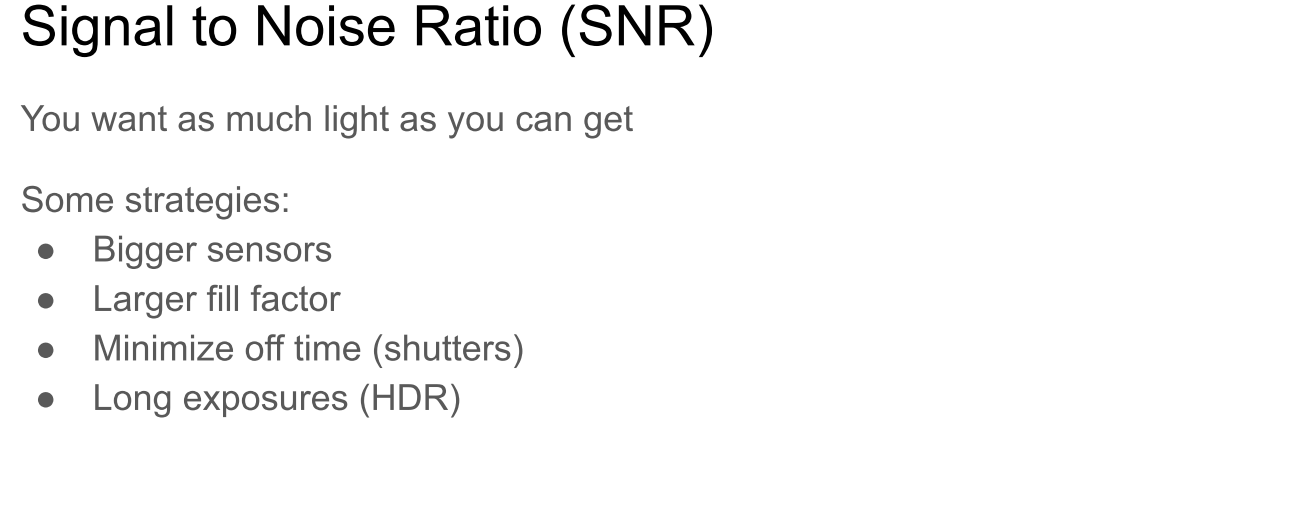 Signal to Noise Ratio (SNR)
You want as much light as you can get
Some strategies:
● Bigger sensors
● Larger fill factor
● Minimize off time (shutters)
● Long exposures (HDR)